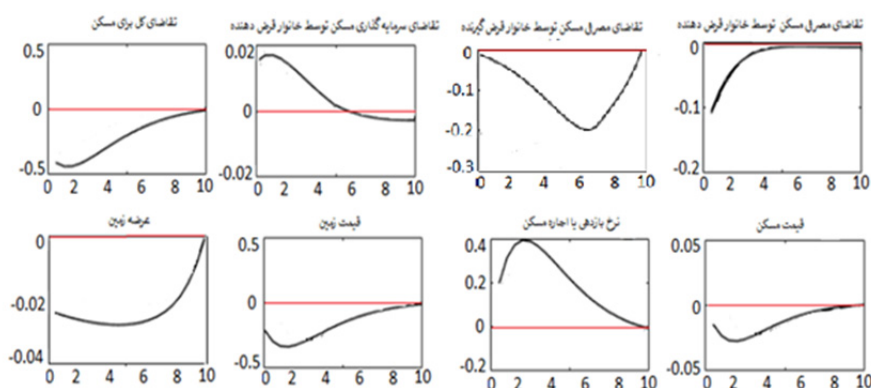 تقاضای مصرفی مسکن توسط خانوار قرض دهنده
تقاضای مصرفی مسکن توسط خانوار قرض گیرنده
تقاضای سرمایه گذاری مسکن توسط خانوار قرض دهنده
تقاضای کل برای مسکن
0
-0.1
-0.2
0 2 4 6 8 10
0
-0.1
-0.2
-0.3
0 2 4 6 8 10
0.02
0
-0.02
0 2 4 6 8 10
0.5
0
-0.5
0 2 4 6 8 10
قیمت مسکن
نرخ بازدهی یا اجاره مسکن
قیمت زمین
عرضه زمین
0.05
0
-0.05
0 2 4 6 8 10
0.4
0.2
0
-0.2
0 2 4 6 8 10
0.5
0
-0.5
0 2 4 6 8 10
0
-0.02
-0.04
0 2 4 6 8 10